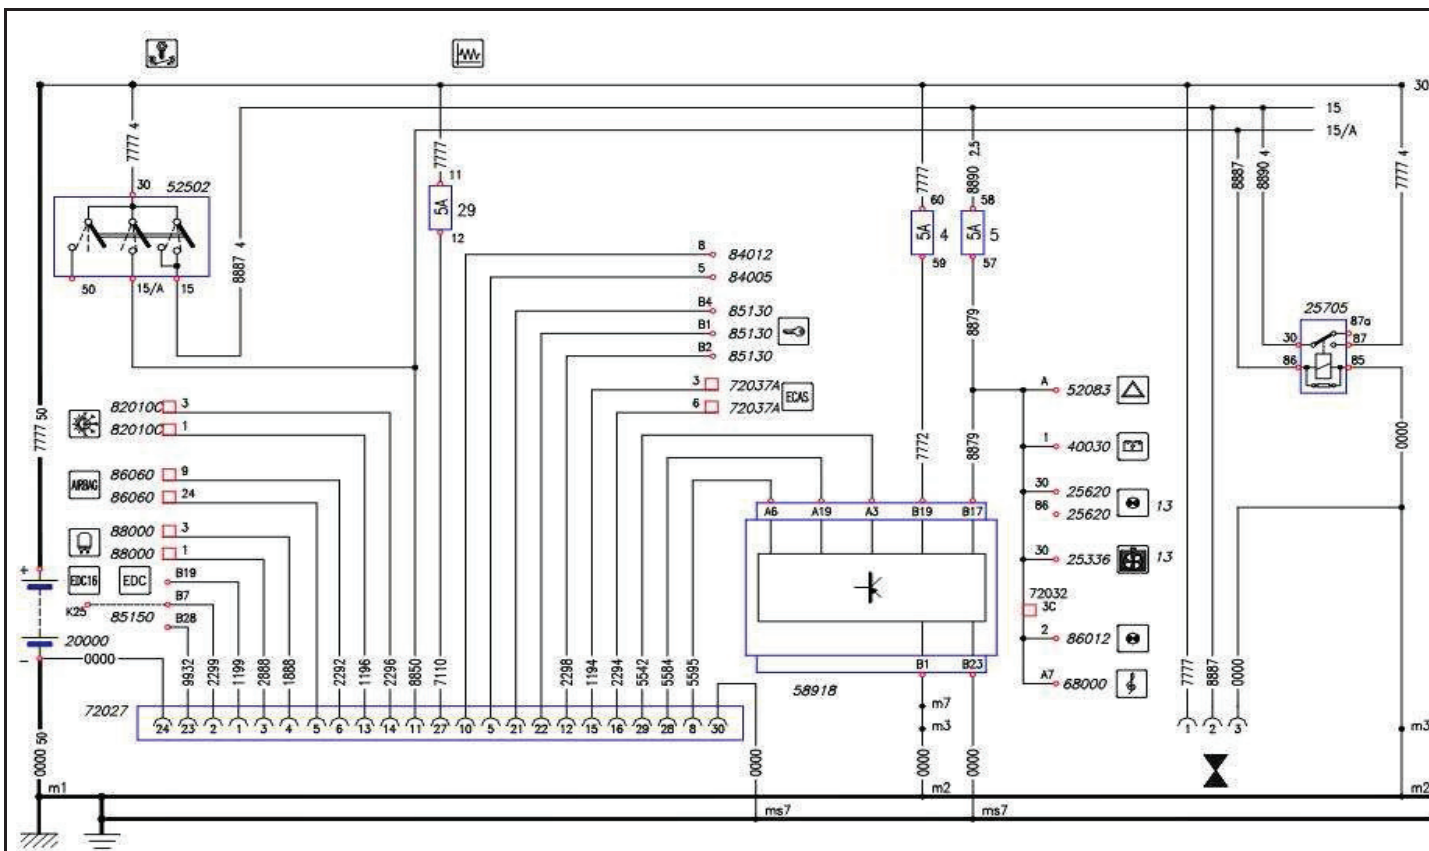 30
15
15/A
7777 4
7777
7777
8890 2.5
8887
8890 4
7777 4
30 52502
11
5A 29
12
60
5A 4
59
58
5A 5
57
8887 4
50 15/A 15
8 84012
5 84005
B4 85130
B1 85130
B2 85130
3 72037A
6 72037A
ECAS
8879
25705
87a
30 87
86 85
A 52083
1 40030
30 25620
86 25620 13
30 25336 13
72032
3C
2 86012
A7 68000
7777 50
82010C 3
82010C 1
AIRBAG
86060 9
86060 24
88000 3
88000 1
EDC16 EDC
B19
B7
K25 85150
B28
+
20000
-
0000
7772
8879
0000
A6 A19 A3 B19 B17
B1 B23
58918
9932 2299 1199 2888 1888 2292 1196 2296 8850 7110 2298 1194 2294 5542 5584 5595
72027
24 23 2 1 3 4 5 6 13 14 11 27 10 5 21 22 12 15 16 29 28 8 30
m7
m3
7777 8887 0000
1 2 3
m3
0000 50
0000 0000 0000
m1 m2 m2
ms7 ms7